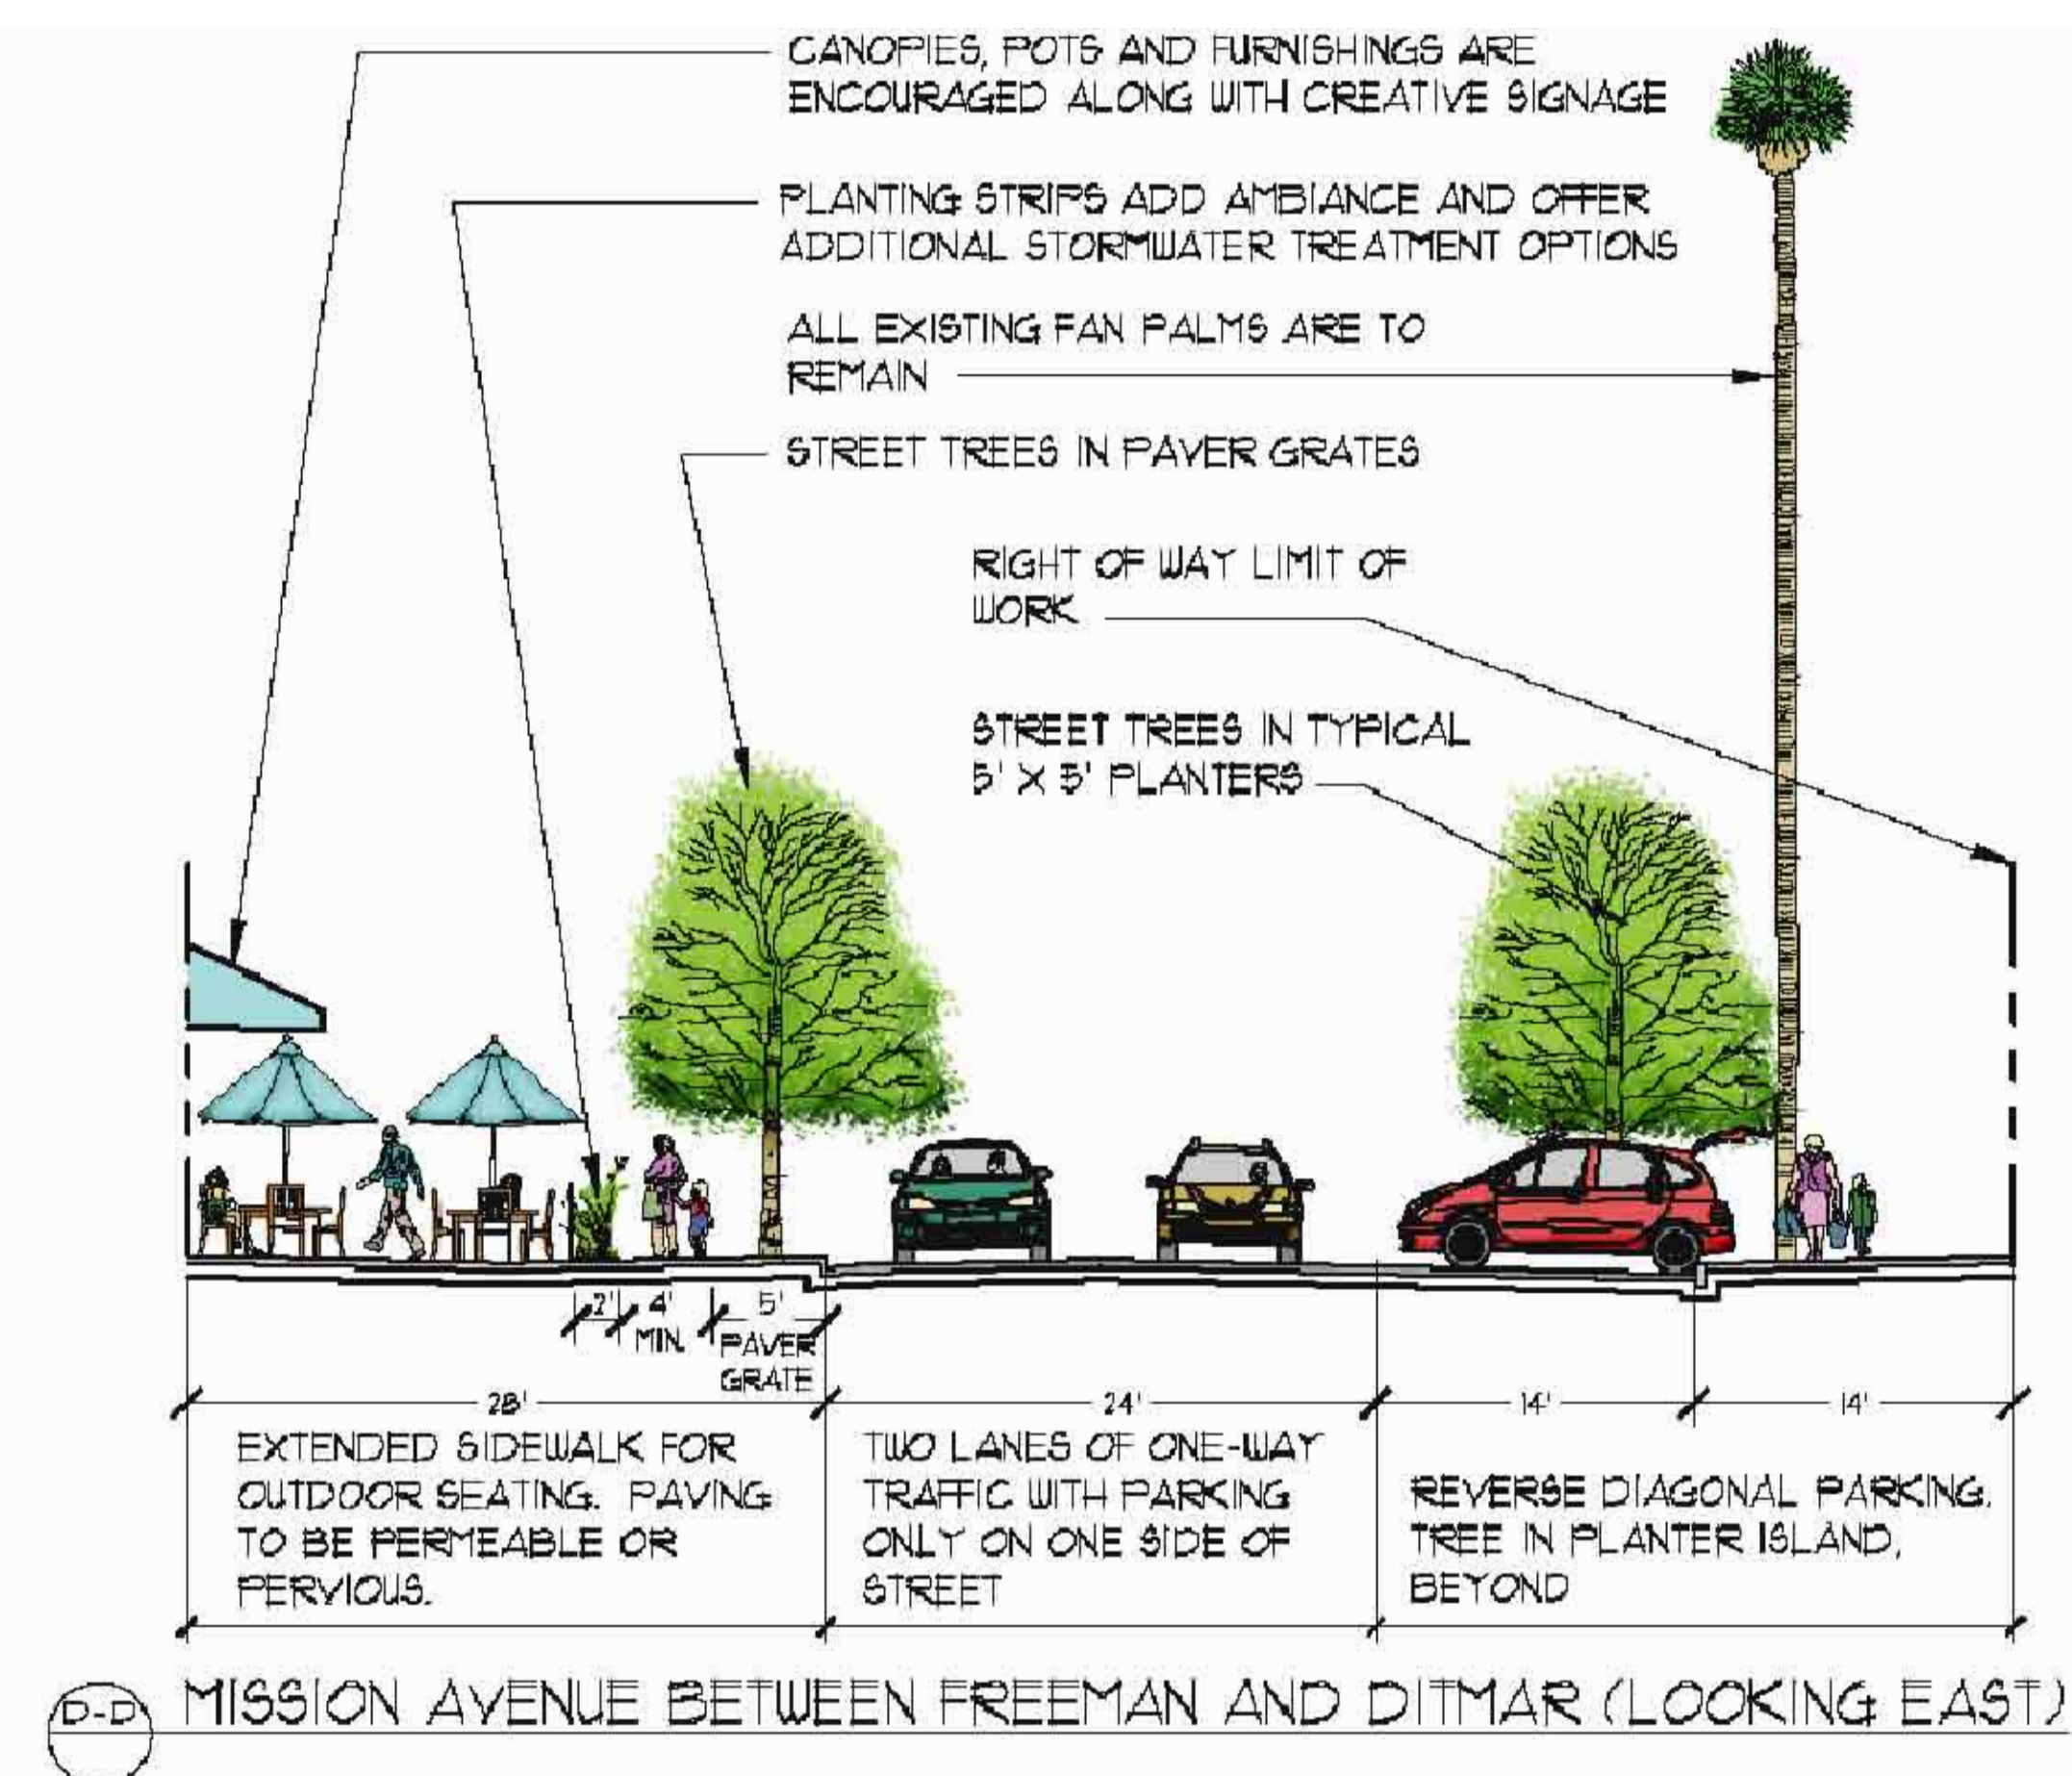 CANOPIES, POTS AND FURNISHINGS ARE
ENCOURAGED ALONG WITH CREATIVE SIGNAGE
PLANTING STRIPS ADD AMBIANCE AND OFFER
ADDITIONAL STORMWATER TREATMENT OPTIONS
ALL EXISTING FAN PALMS ARE TO
REMAIN
STREET TREES IN PAVER GRATES
RIGHT OF WAY LIMIT OF
WORK
STREET TREES IN TYPICAL
5' X 5' PLANTERS
2' 4' 5'
MIN. PAVER
GRATE
28' 24' 14' 14'
EXTENDED SIDEWALK FOR
OUTDOOR SEATING. PAVING
TO BE PERMEABLE OR
PERVIOUS.
TWO LANES OF ONE-WAY
TRAFFIC WITH PARKING
ONLY ON ONE SIDE OF
STREET
REVERSE DIAGONAL PARKING.
TREE IN PLANTER ISLAND,
BEYOND
D-D MISSION AVENUE BETWEEN FREEMAN AND DITMAR (LOOKING EAST)